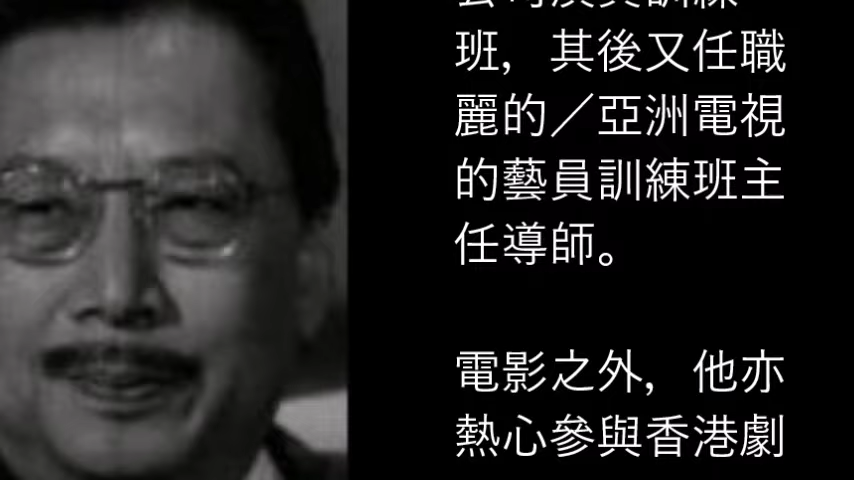 班，其後又任職
麗的／亞洲電視
的藝員訓練班主
任導師。
電影之外，他亦
熱心參與香港劇